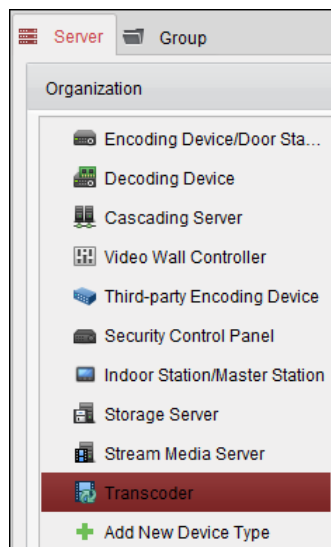 Server Group
Organization
Encoding Device/Door Sta...
Decoding Device
Cascading Server
Video Wall Controller
Third-party Encoding Device
Security Control Panel
Indoor Station/Master Station
Storage Server
Stream Media Server
Transcoder
Add New Device Type